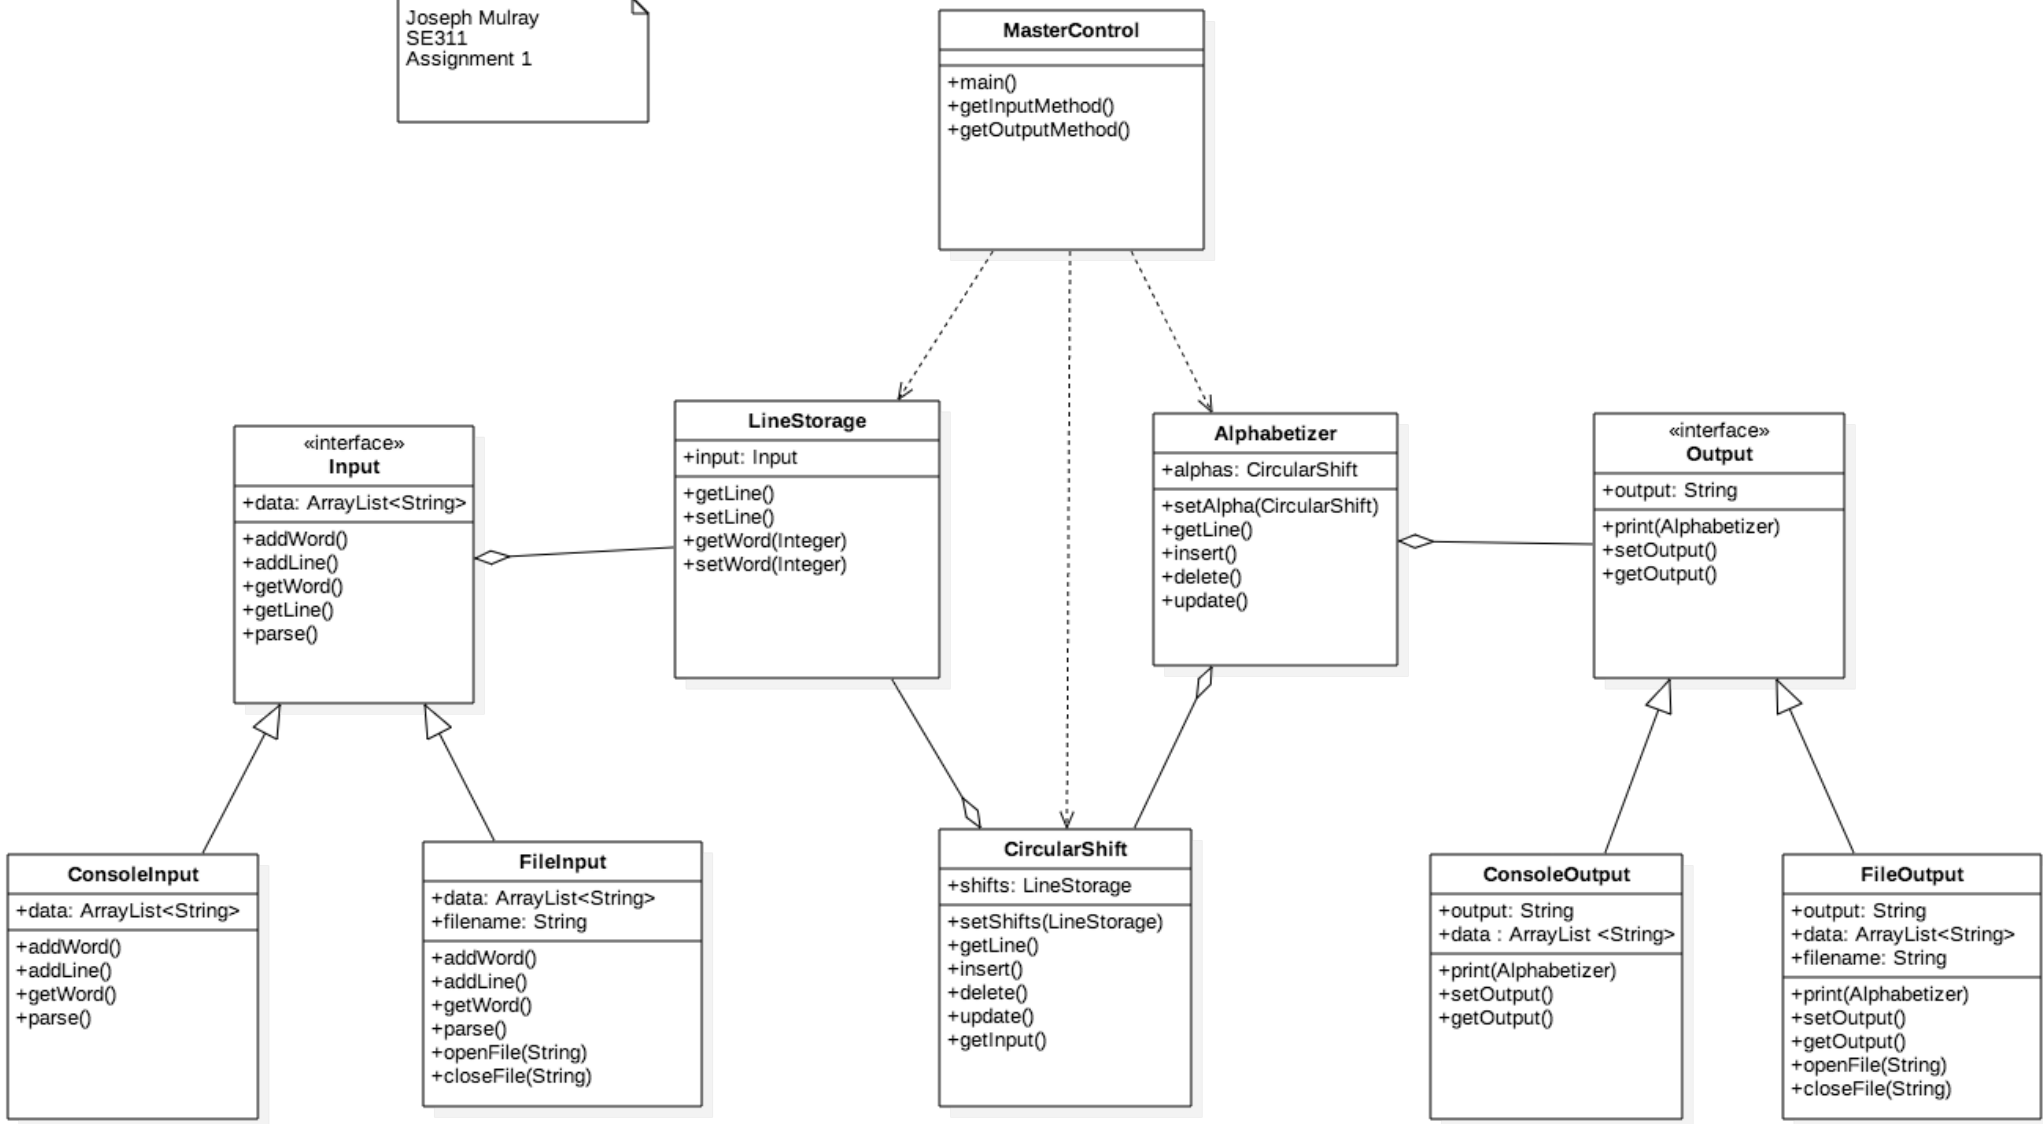 Joseph Mulray
SE311
Assignment 1
MasterControl
+main()
+getInputMethod()
+getOutputMethod()
«interface»
Input
+data: ArrayList<String>
+addWord()
+addLine()
+getWord()
+getLine()
+parse()
LineStorage
+input: Input
+getLine()
+setLine()
+getWord(Integer)
+setWord(Integer)
Alphabetizer
+alphas: CircularShift
+setAlpha(CircularShift)
+getLine()
+insert()
+delete()
+update()
«interface»
Output
+output: String
+print(Alphabetizer)
+setOutput()
+getOutput()
ConsoleInput
+data: ArrayList<String>
+addWord()
+addLine()
+getWord()
+parse()
FileInput
+data: ArrayList<String>
+filename: String
+addWord()
+addLine()
+getWord()
+parse()
+openFile(String)
+closeFile(String)
CircularShift
+shifts: LineStorage
+setShifts(LineStorage)
+getLine()
+insert()
+delete()
+update()
+getInput()
ConsoleOutput
+output: String
+data : ArrayList <String>
+print(Alphabetizer)
+setOutput()
+getOutput()
FileOutput
+output: String
+data: ArrayList<String>
+filename: String
+print(Alphabetizer)
+setOutput()
+getOutput()
+openFile(String)
+closeFile(String)